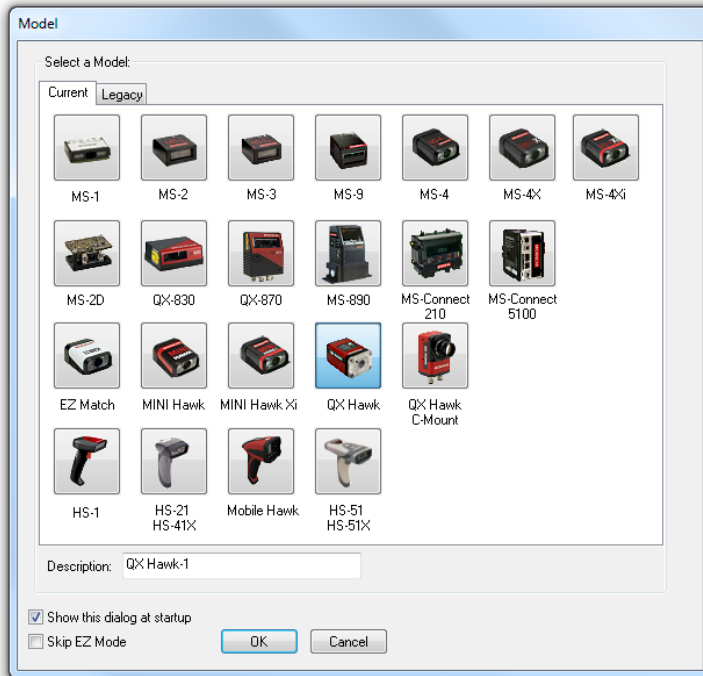 Model
Select a Model:
Current Legacy
MS-1 MS-2 MS-3 MS-9 MS-4 MS-4X MS-4Xi
MS-2D QX-830 QX-870 MS-890 MS-Connect 210 MS-Connect 5100
EZ Match MINI Hawk MINI Hawk Xi QX Hawk QX Hawk C-Mount
HS-1 HS-21 HS-41X Mobile Hawk HS-51 HS-51X
Description: QX Hawk-1
Show this dialog at startup
Skip EZ Mode OK Cancel